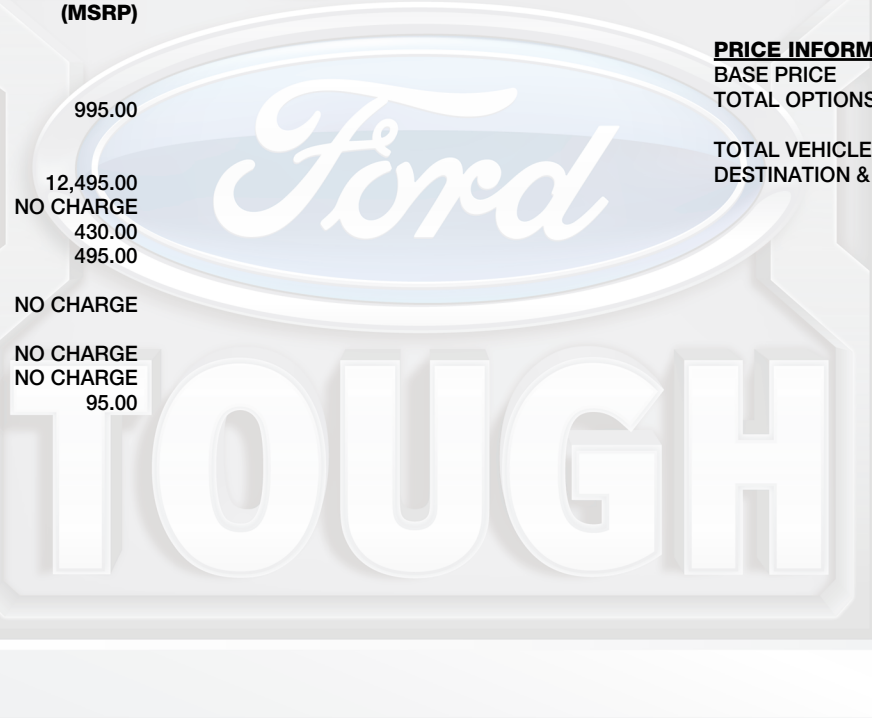 (MSRP)
995.00
12,495.00
NO CHARGE
430.00
495.00
NO CHARGE
NO CHARGE
NO CHARGE
95.00
PRICE INFORM
BASE PRICE
TOTAL OPTIONS
TOTAL VEHICLE
DESTINATION &
Ford
TOUGH